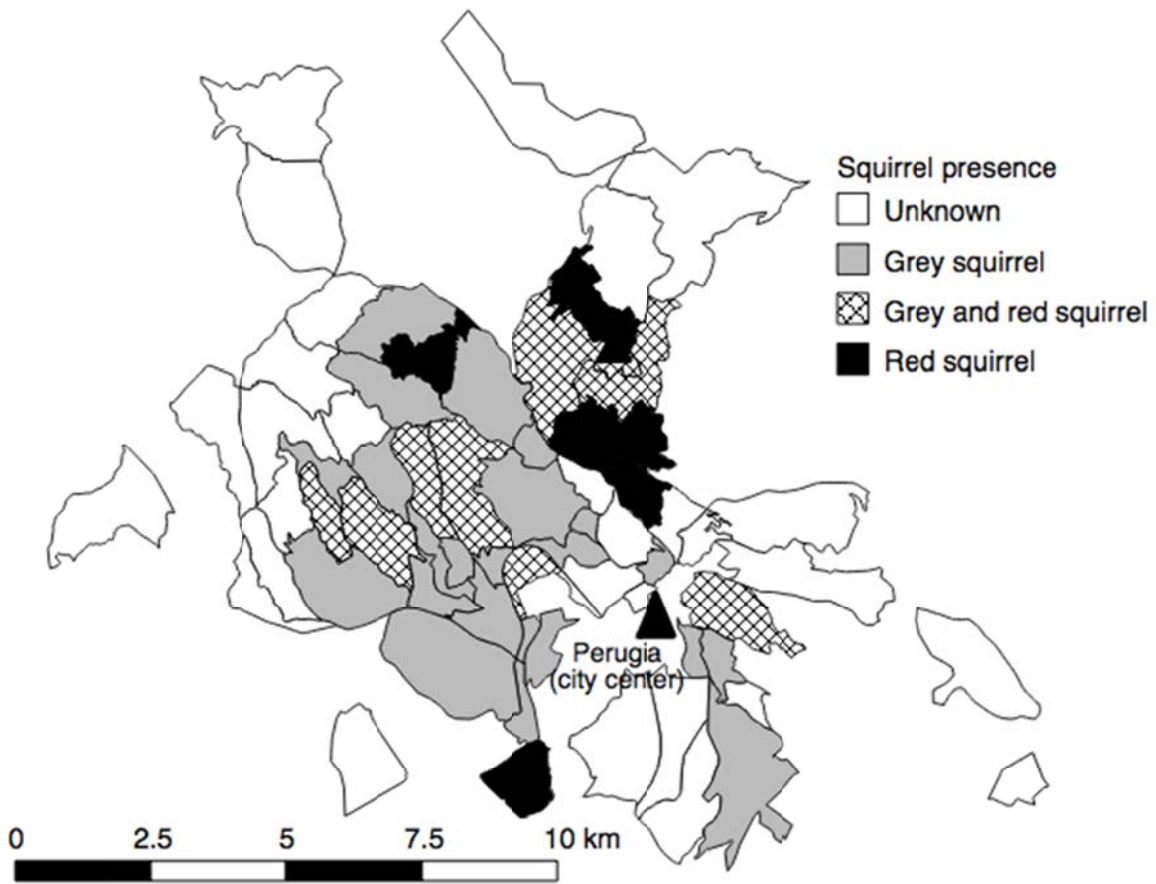 Squirrel presence
Unknown
Grey squirrel
Grey and red squirrel
Red squirrel
Perugia
(city center)
0 2.5 5 7.5 10 km